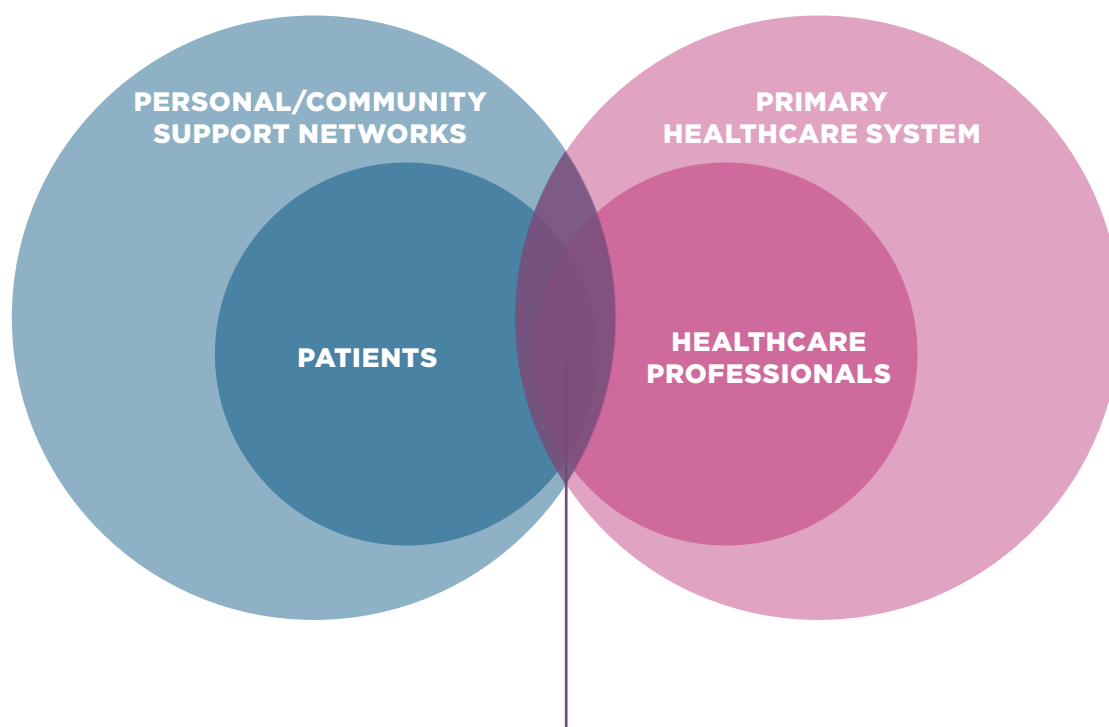 PERSONAL/COMMUNITY
SUPPORT NETWORKS
PRIMARY
HEALTHCARE SYSTEM
PATIENTS
HEALTHCARE
PROFESSIONALS